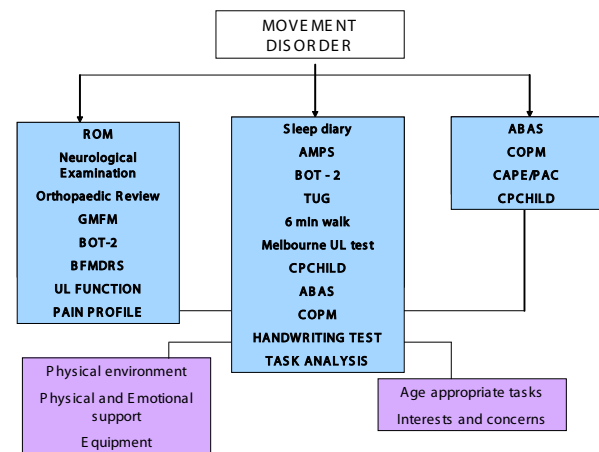 MOVEMENT
DISORDER
ROM
Neurological
Examination
Orthopaedic Review
GMFM
BOT-2
BFMDRS
UL FUNCTION
PAIN PROFILE
Sleep diary
AMPS
BOT - 2
TUG
6 min walk
Melbourne UL test
CPCHILD
ABAS
COPM
HANDWRITING TEST
TASK ANALYSIS
ABAS
COPM
CAPE/PAC
CPCHILD
Physical environment
Physical and Emotional
support
Equipment
Age appropriate tasks
Interests and concerns